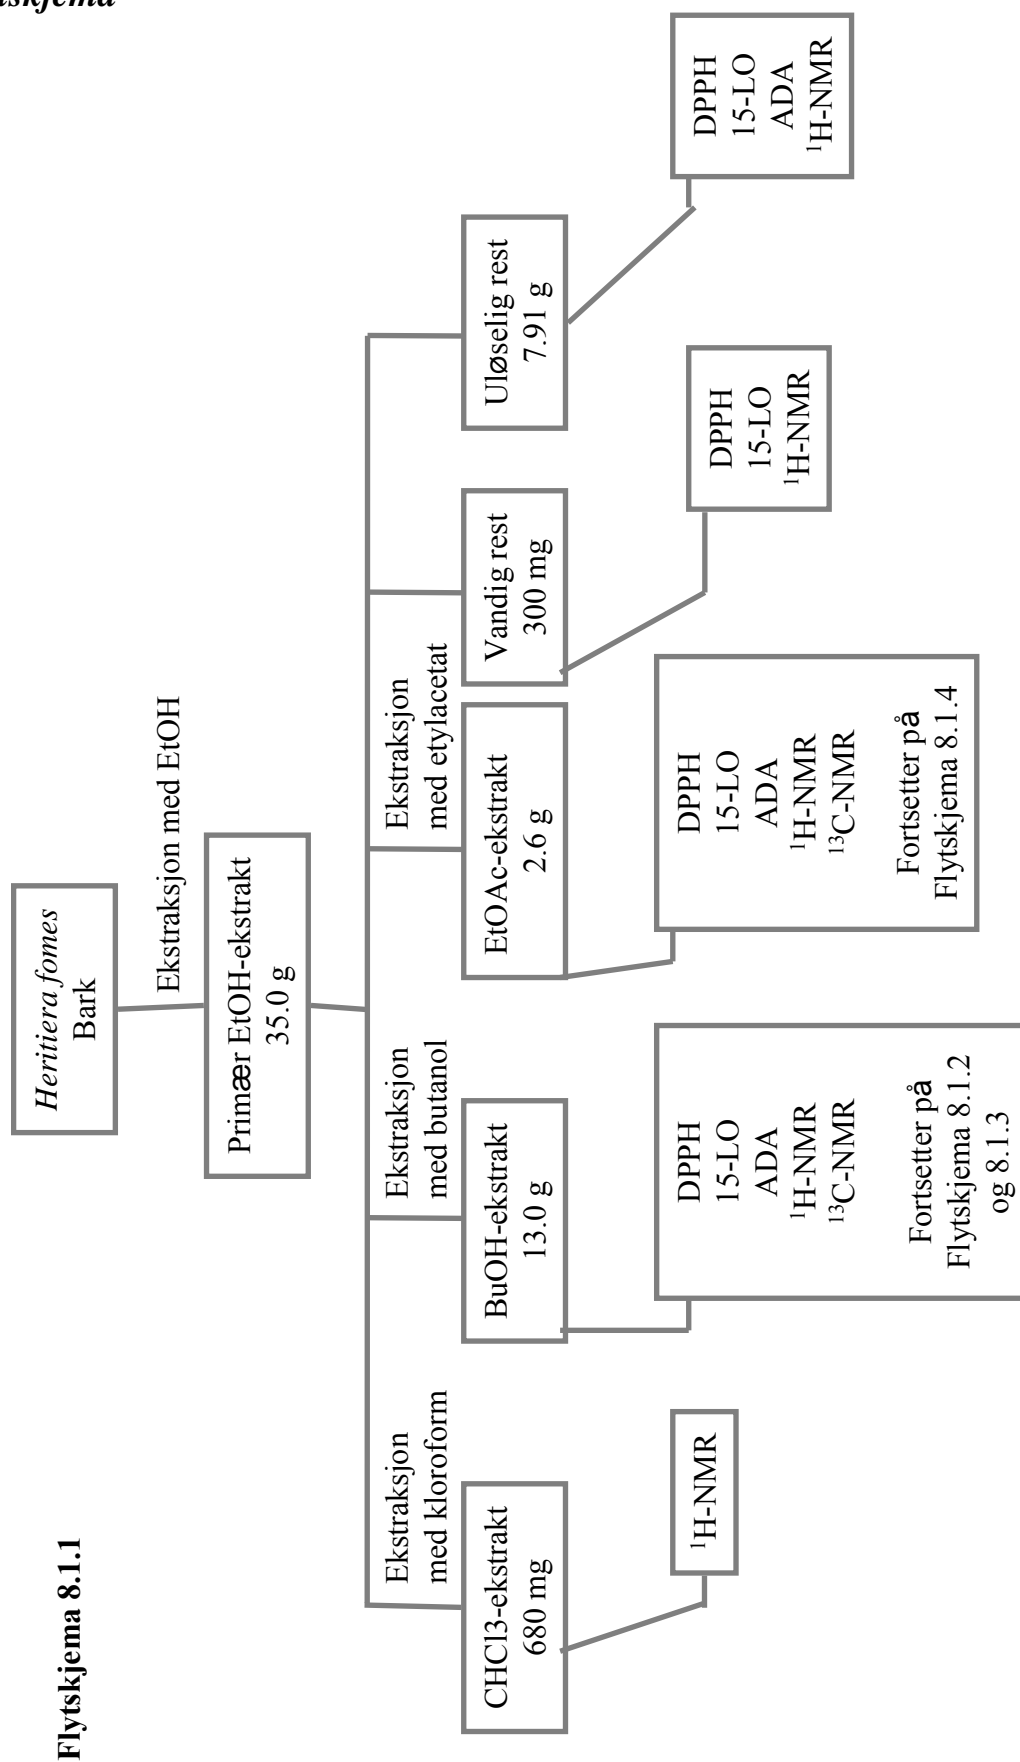 Flytskjema 8.1.1
Heritiera fomes
Bark
Ekstraksjon med EtOH
Primær EtOH-ekstrakt
35.0 g
Ekstraksjon
med kloroform
Ekstraksjon
med butanol
Ekstraksjon
med etylacetat
CHCl3-ekstrakt
680 mg
BuOH-ekstrakt
13.0 g
EtOAc-ekstrakt
2.6 g
Vandig rest
300 mg
Uløselig rest
7.91 g
¹H-NMR
DPPH
15-LO
ADA
¹H-NMR
¹³C-NMR
Fortsetter på
Flytskjema 8.1.2
og 8.1.3
DPPH
15-LO
ADA
¹H-NMR
¹³C-NMR
Fortsetter på
Flytskjema 8.1.4
DPPH
15-LO
¹H-NMR
DPPH
15-LO
ADA
¹H-NMR